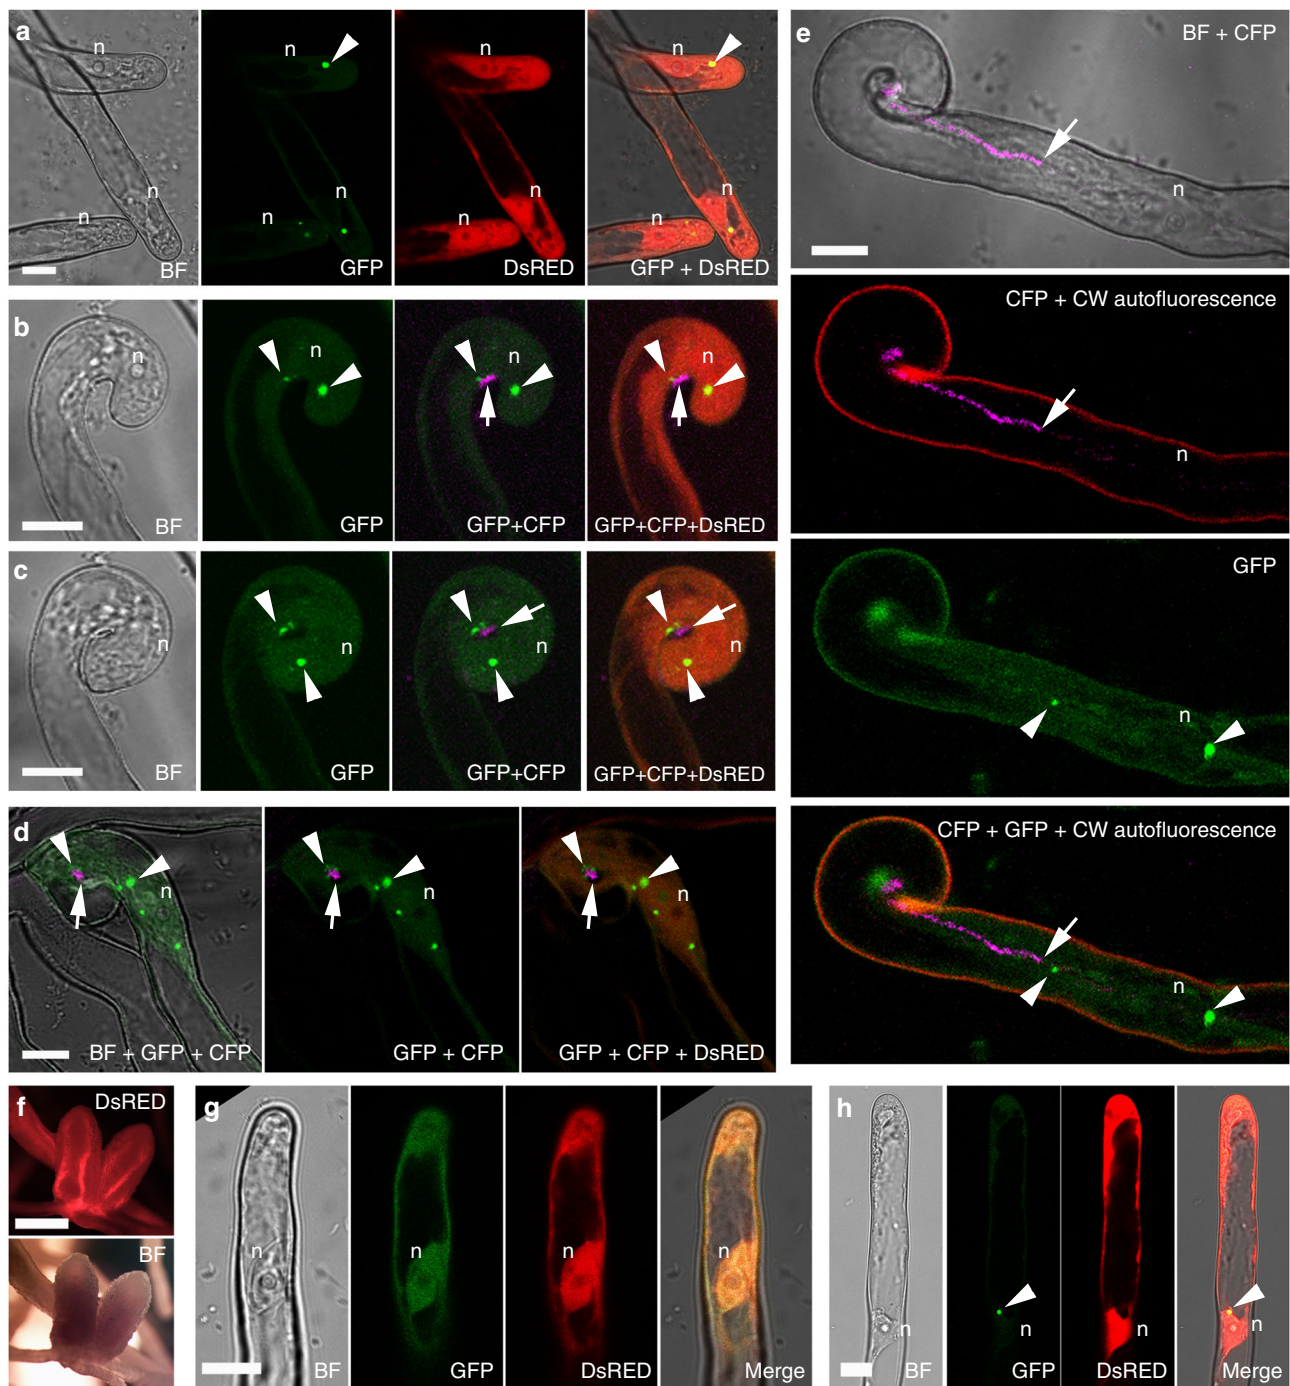 a
n
n
n
BF
n
n
n
GFP
n
n
n
DsRED
n
n
n
GFP + DsRED
b
n
BF
n
GFP
n
GFP+CFP
n
GFP+CFP+DsRED
c
n
BF
n
GFP
n
GFP+CFP
n
GFP+CFP+DsRED
d
n
BF + GFP + CFP
n
GFP + CFP
n
GFP + CFP + DsRED
e
BF + CFP
n
CFP + CW autofluorescence
n
GFP
n
CFP + GFP + CW autofluorescence
n
f
DsRED
BF
g
n
BF
n
GFP
n
DsRED
n
Merge
h
n
BF
n
GFP
n
DsRED
n
Merge